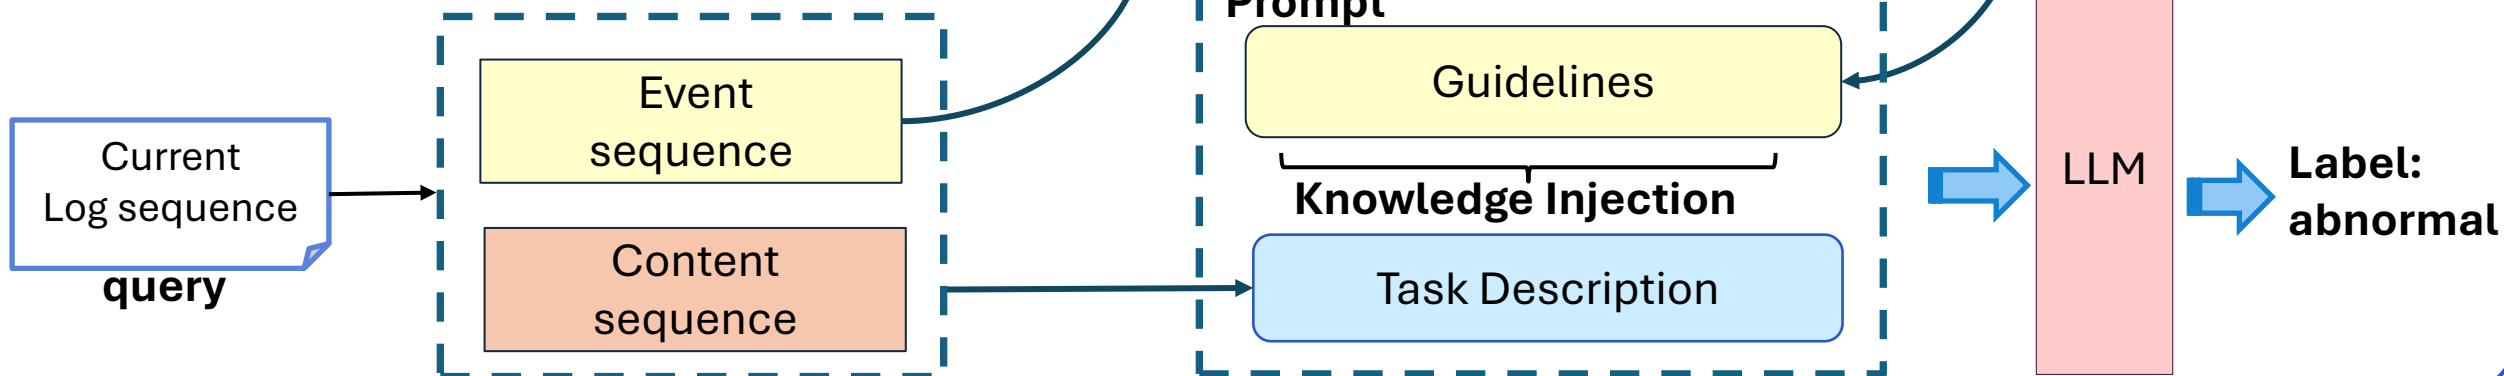 Prompt
Event
sequence
Guidelines
Current
Log sequence
query
Knowledge Injection
LLM
Label:
abnormal
Content
sequence
Task Description